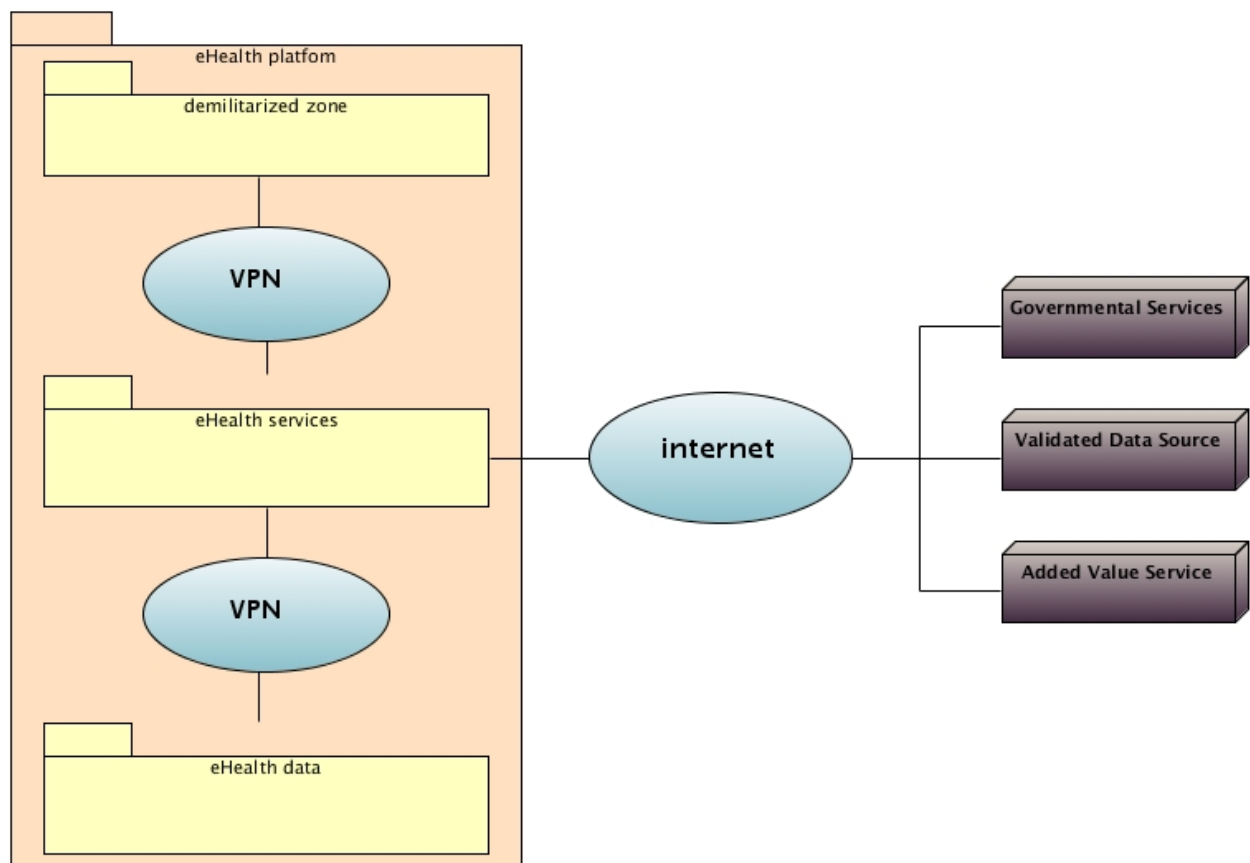 eHealth platfom
demilitarized zone
VPN
eHealth services
VPN
eHealth data
internet
Governmental Services
Validated Data Source
Added Value Service